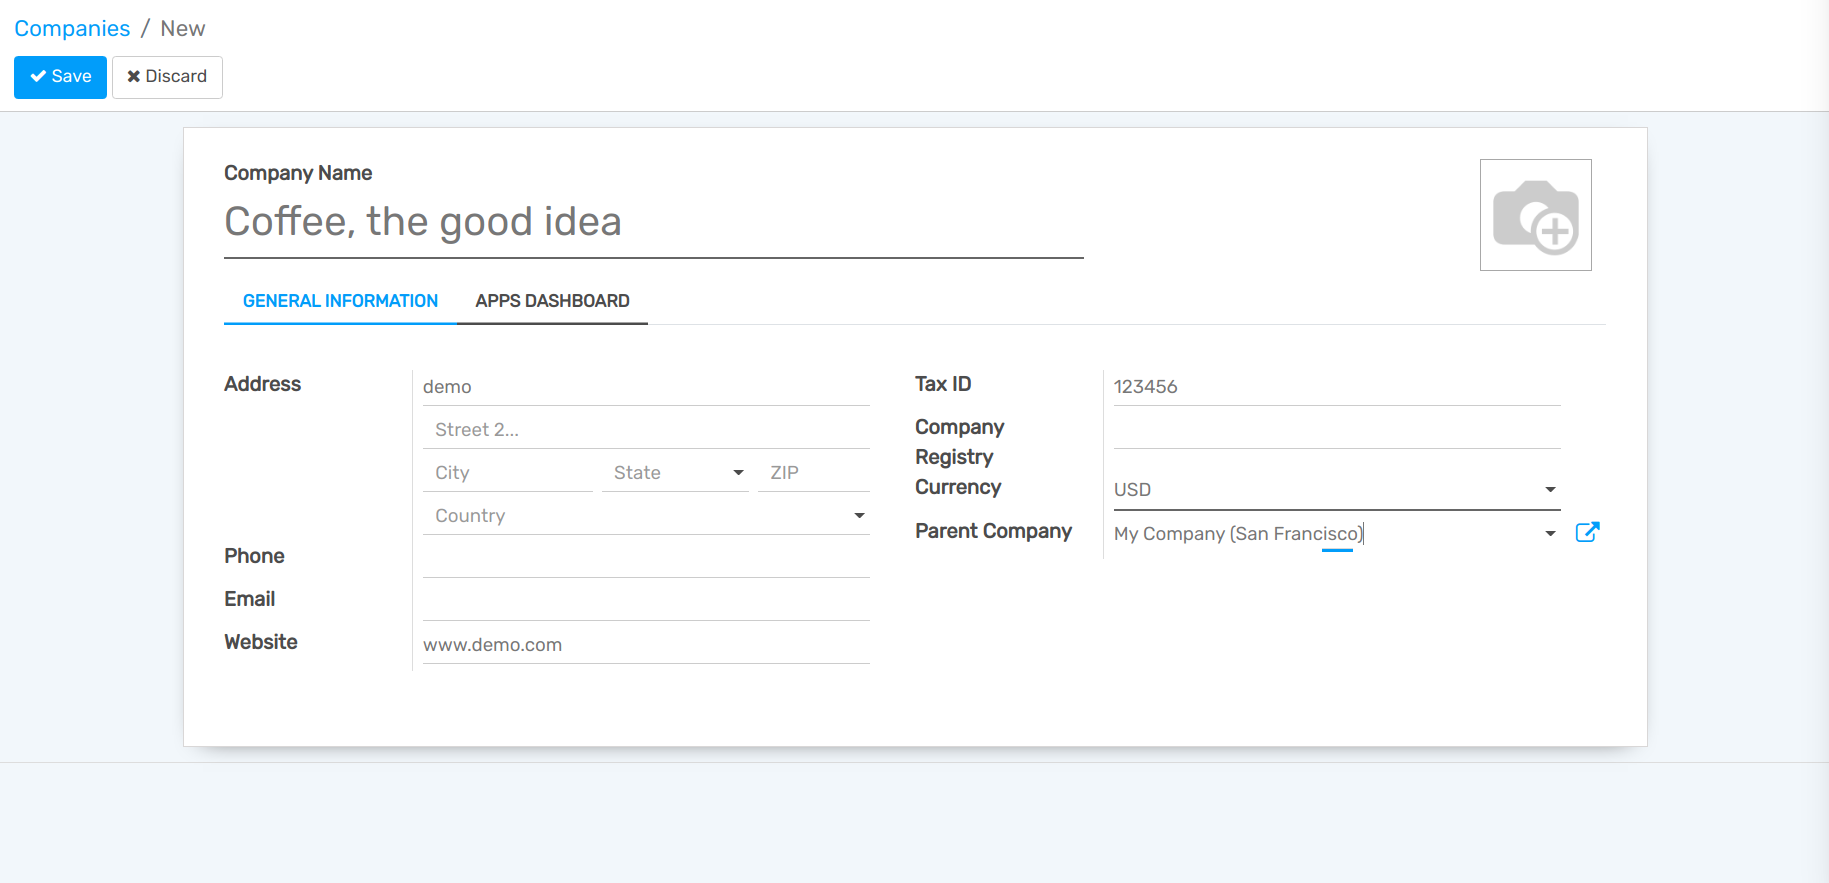 Companies / New
Save Discard
Company Name
Coffee, the good idea
GENERAL INFORMATION APPS DASHBOARD
Address demo
Street 2...
City State ZIP
Country
Phone
Email
Website www.demo.com
Tax ID 123456
Company
Registry
Currency USD
Parent Company My Company (San Francisco)